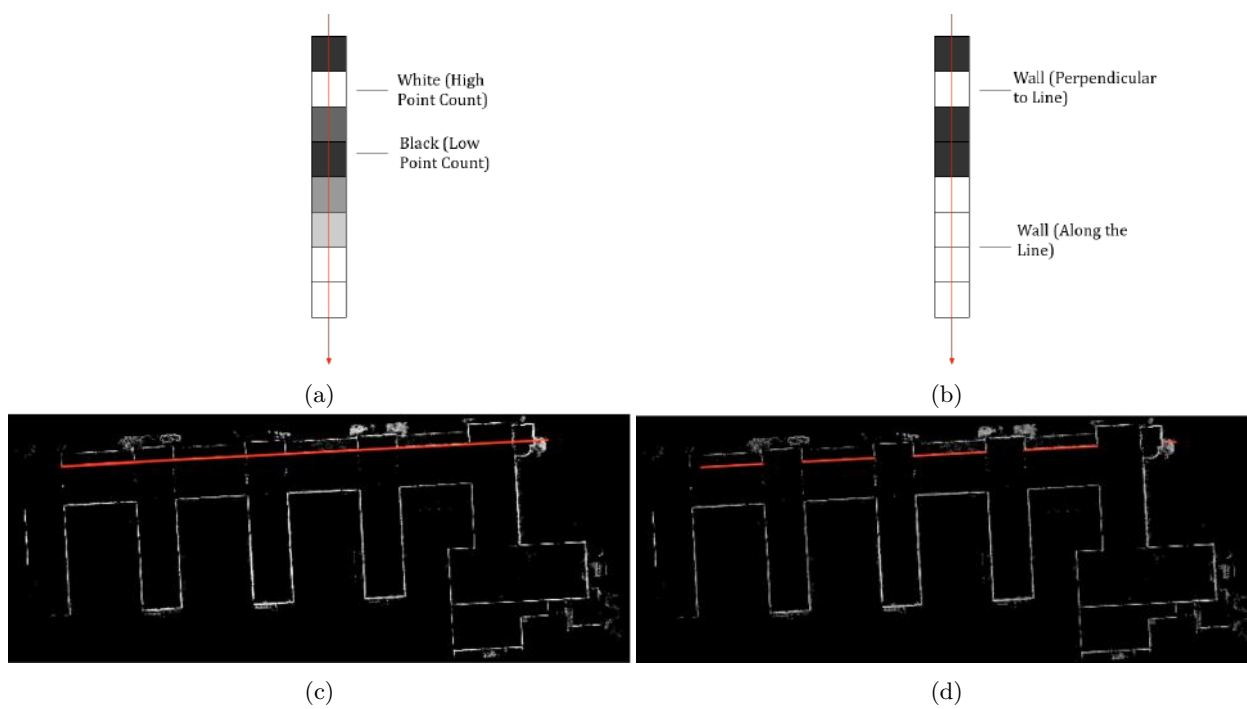 White (High
Point Count)
Black (Low
Point Count)
Wall (Perpendicular
to Line)
Wall (Along the
Line)
(a)
(b)
(c)
(d)